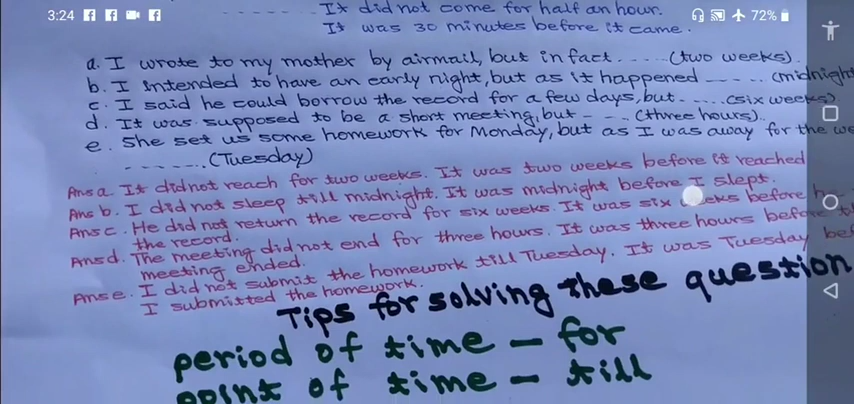 3:24
72%
It did not come for half an hour.
It was 30 minutes before it came.
a. I wrote to my mother by airmail, but in fact. .... (two weeks).
b. I intended to have an early night, but as it happened ---- (midnight
c. I said he could borrow the record for a few days, but. .... (six weeks)
d. It was supposed to be a short meeting, but --- (three hours).
e. She set us some homework for Monday, but as I was away for the we
....... (Tuesday)
Ans a. It didnot reach for two weeks. It was two weeks before it reached
Ans b. I did not sleep till midnight. It was midnight before I slept.
Ans c. He did not return the record for six weeks. It was six before
the record.
Ans d. The meeting did not end for three hours. It was three hours before
meeting ended.
Ans e. I did not submit the homework till Tuesday. It was Tuesday bef
I submitted the homework.
Tips for solving these question
period of time - for
point of time - till